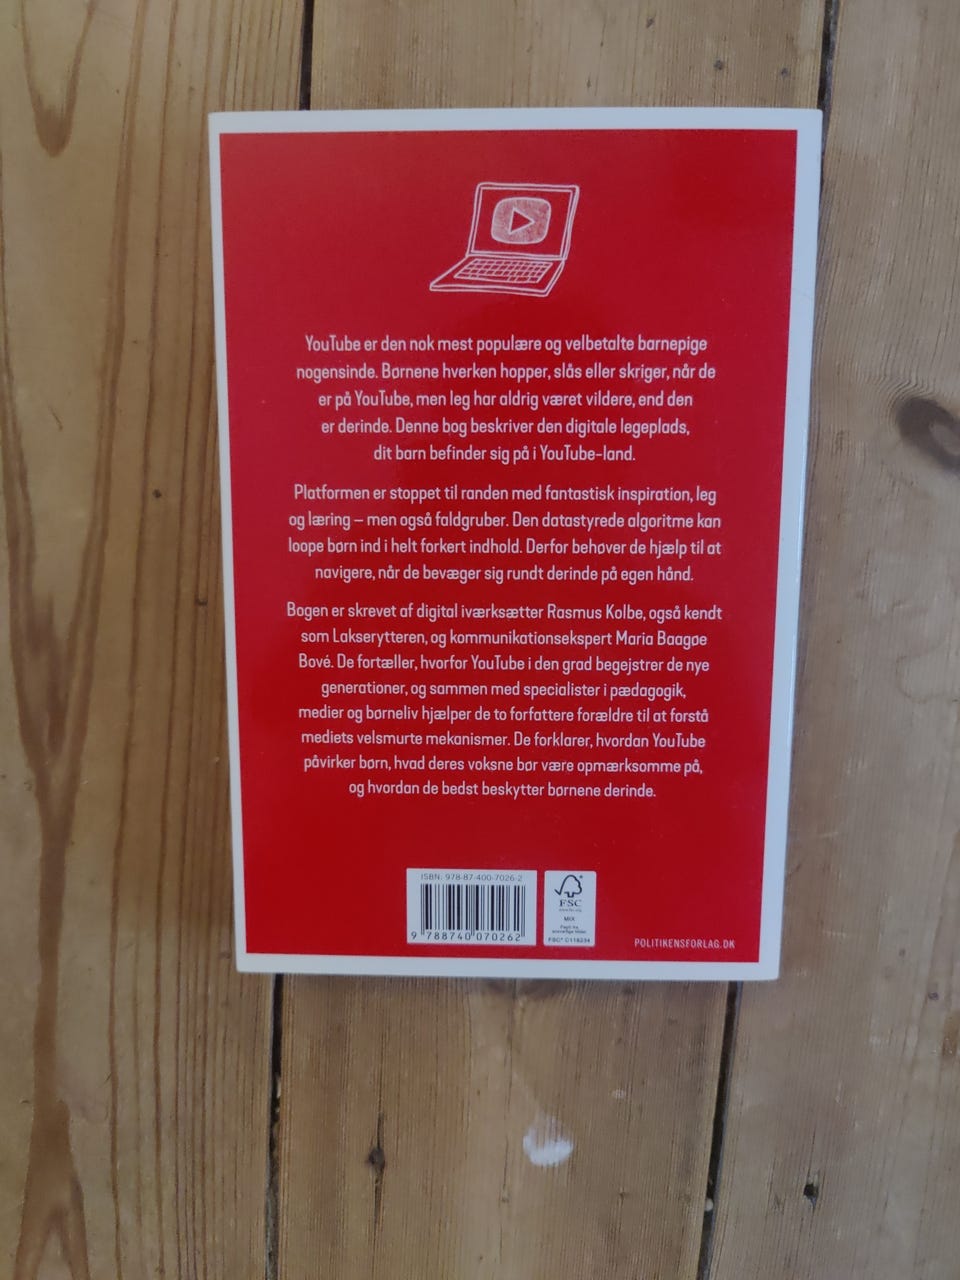 YouTube er den nok mest populære og velbetalte barnepige
nogensinde. Børnene hverken hopper, slås eller skriger, når de
er på YouTube, men leg har aldrig været vildere, end den
er derinde. Denne bog beskriver den digitale legeplads,
dit barn befinder sig på i YouTube-land.
Platformen er stoppet til randen med fantastisk inspiration, leg
og læring – men også faldgruber. Den datastyrede algoritme kan
loope børn ind i helt forkert indhold. Derfor behøver de hjælp til at
navigere, når de bevæger sig rundt derinde på egen hånd.
Bogen er skrevet af digital iværksætter Rasmus Kolbe, også kendt
som Lakserytteren, og kommunikationsekspert Maria Baagøe
Bové. De fortæller, hvorfor YouTube i den grad begejstrer de nye
generationer, og sammen med specialister i pædagogik,
medier og børneliv hjælper de to forfattere forældre til at forstå
mediets velsmurte mekanismer. De forklarer, hvordan YouTube
påvirker børn, hvad deres voksne bør være opmærksomme på,
og hvordan de bedst beskytter børnene derinde.
ISBN: 978-87-400-7026-2
9 788740 070262
FSC
www.fsc.org
MIX
FSC® C118234
POLITIKENSFORLAG.DK